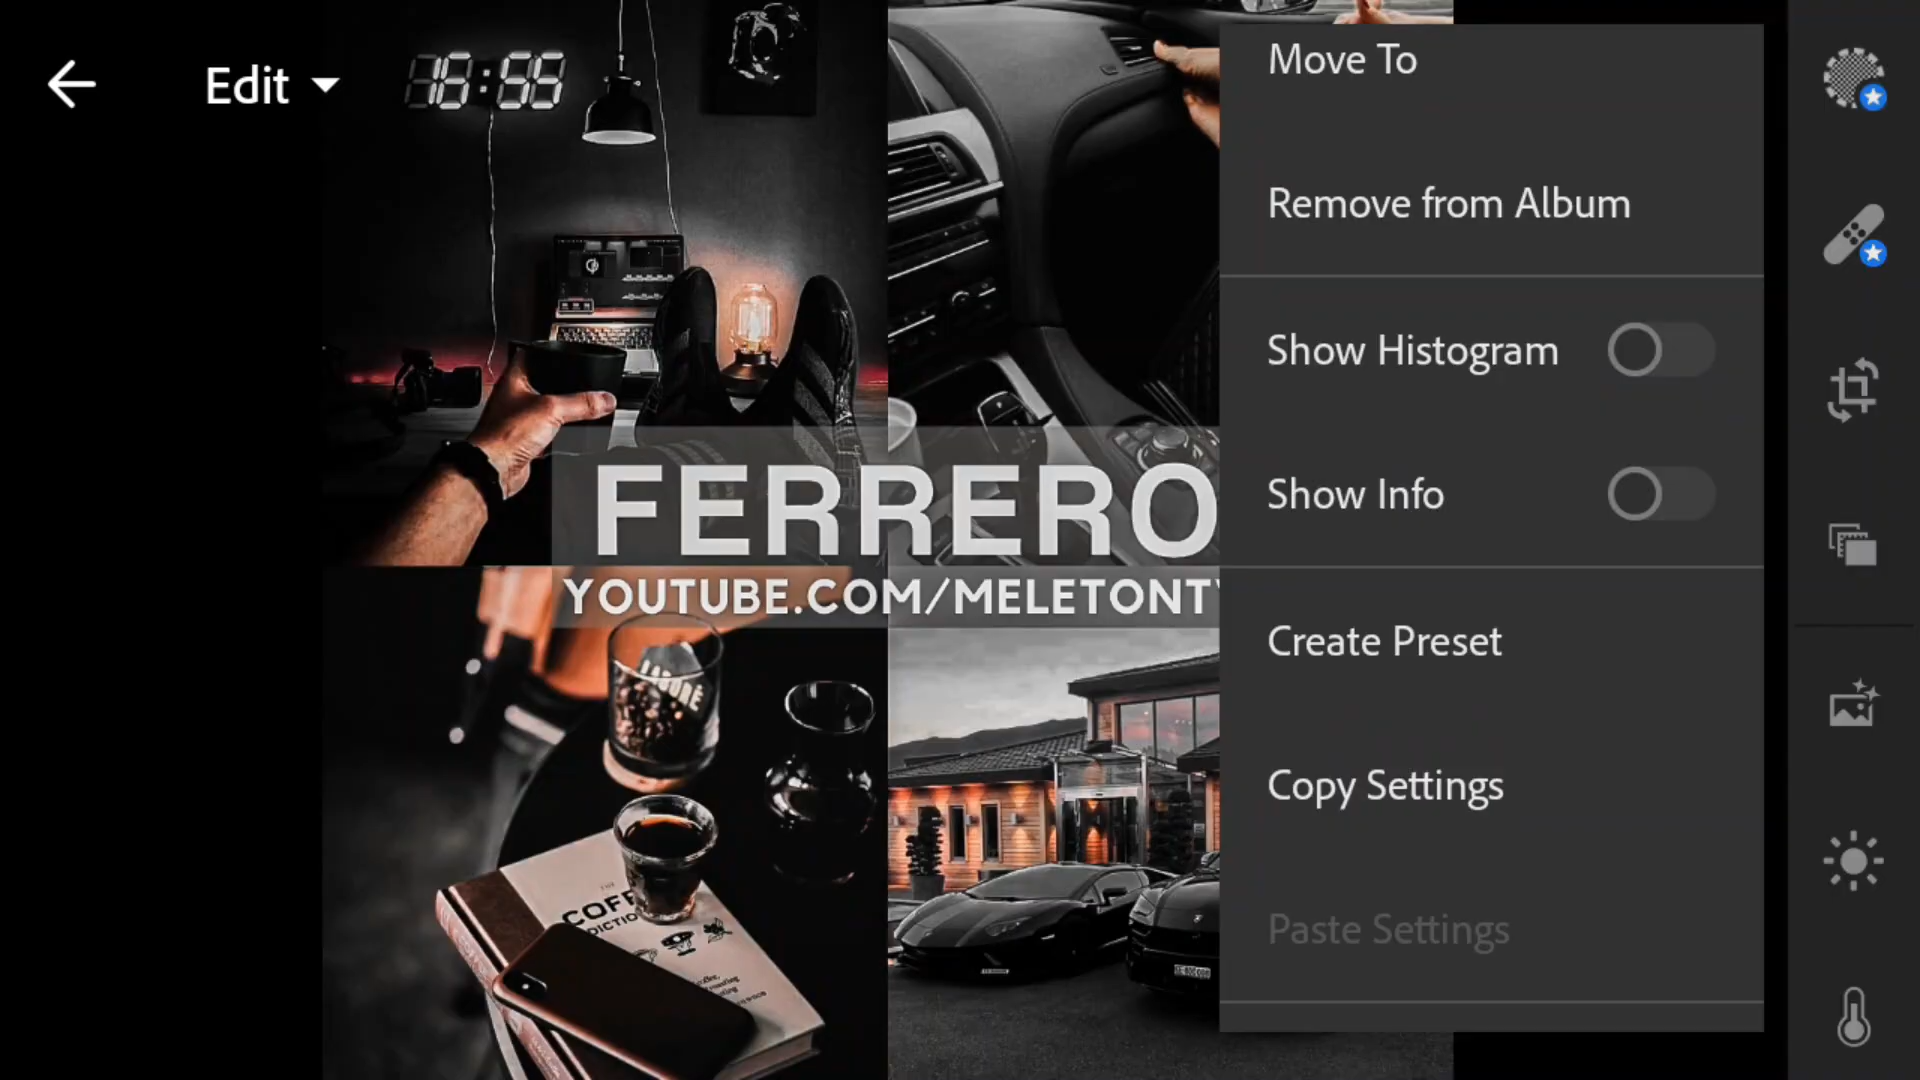 Edit
16:55
Move To
Remove from Album
Show Histogram
Show Info
Create Preset
Copy Settings
Paste Settings
FERRERO
YOUTUBE.COM/MELETONT